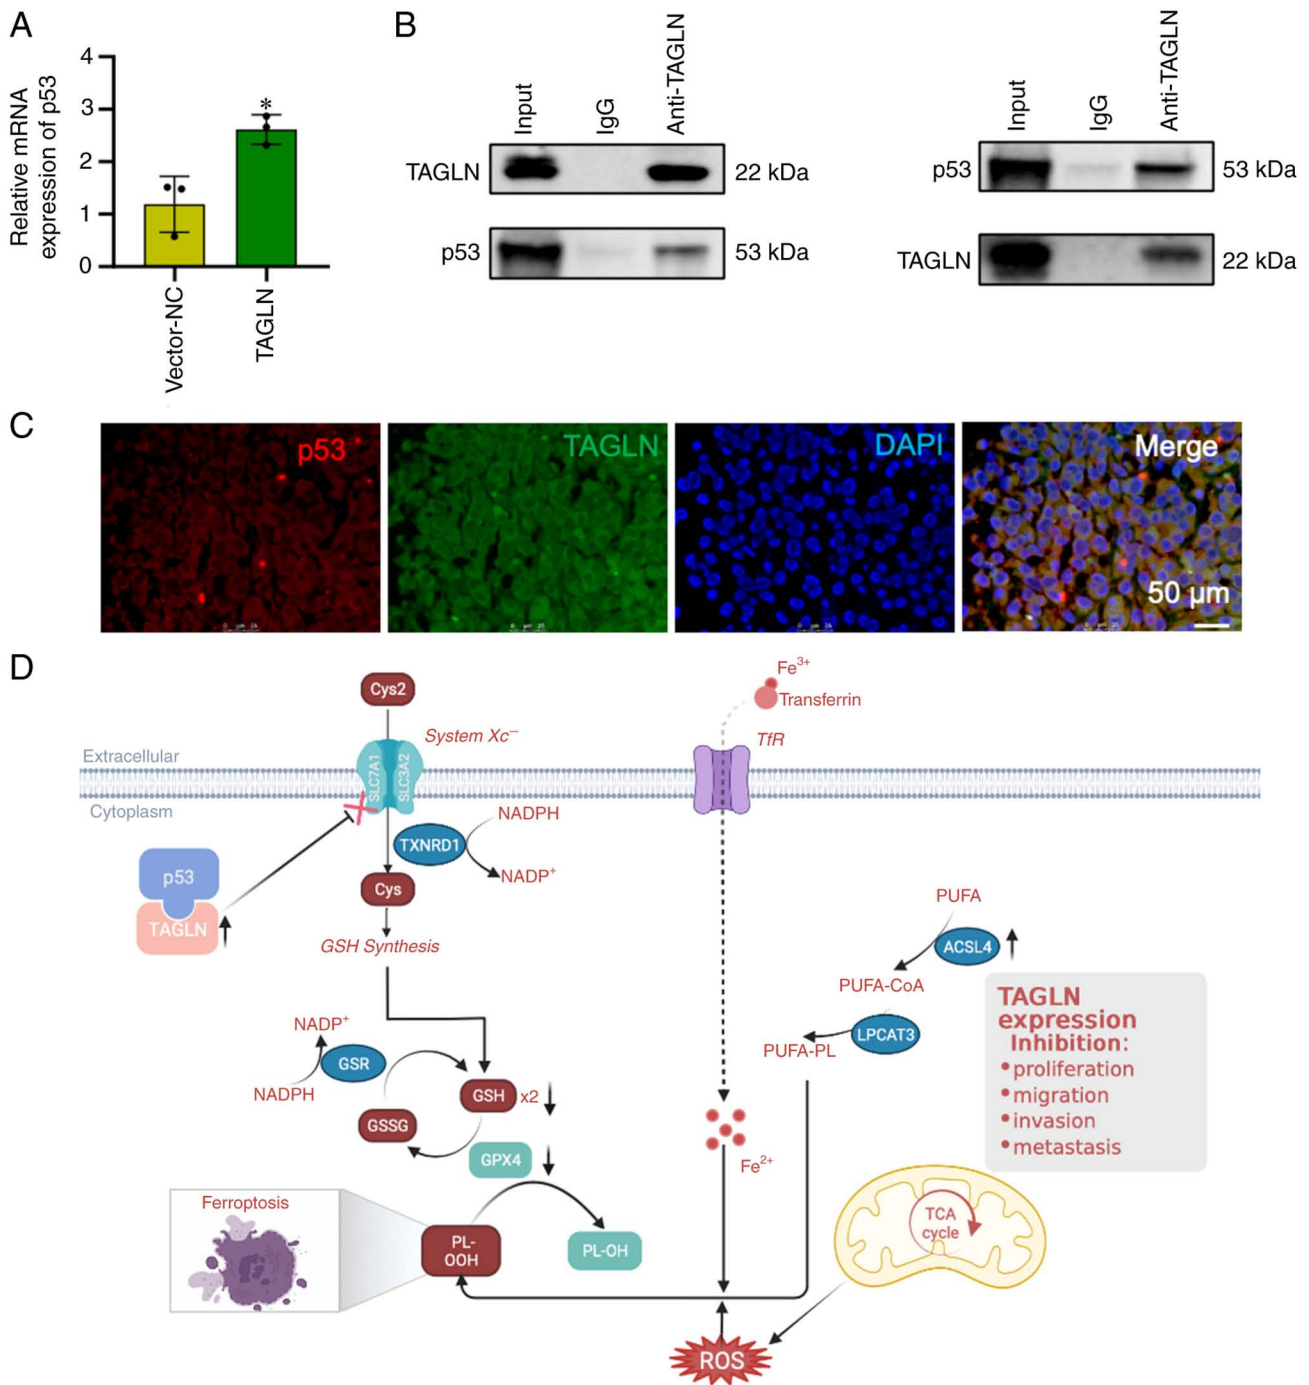 A
Relative mRNA
expression of p53
4
3
2
1
0
*
Vector-NC
TAGLN
B
Input
IgG
Anti-TAGLN
TAGLN
22 kDa
p53
53 kDa
Input
IgG
Anti-TAGLN
p53
53 kDa
TAGLN
22 kDa
C
p53
TAGLN
DAPI
Merge
50 µm
D
Cys2
Fe3+
Transferrin
System Xc−
TfR
Extracellular
SLC7A1
SLC3A2
Cytoplasm
NADPH
TXNRD1
NADP+
p53
TAGLN
Cys
GSH Synthesis
PUFA
ACSL4
PUFA-CoA
LPCAT3
PUFA-PL
TAGLN
expression
Inhibition:
•proliferation
•migration
•invasion
•metastasis
NADP+
GSR
NADPH
GSH x2
GSSG
GPX4
Fe2+
Ferroptosis
PL-
OOH
PL-OH
TCA
cycle
ROS